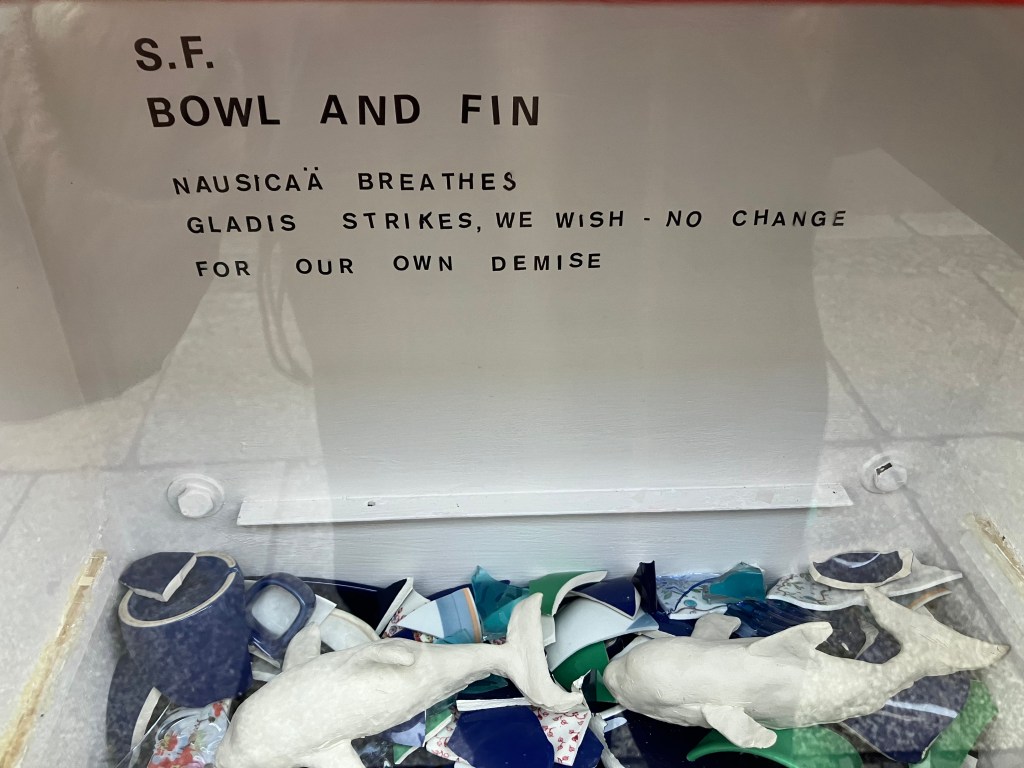 S.F.
BOWL AND FIN
NAUSICAÄ BREATHES
GLADIS STRIKES, WE WISH - NO CHANGE
FOR OUR OWN DEMISE